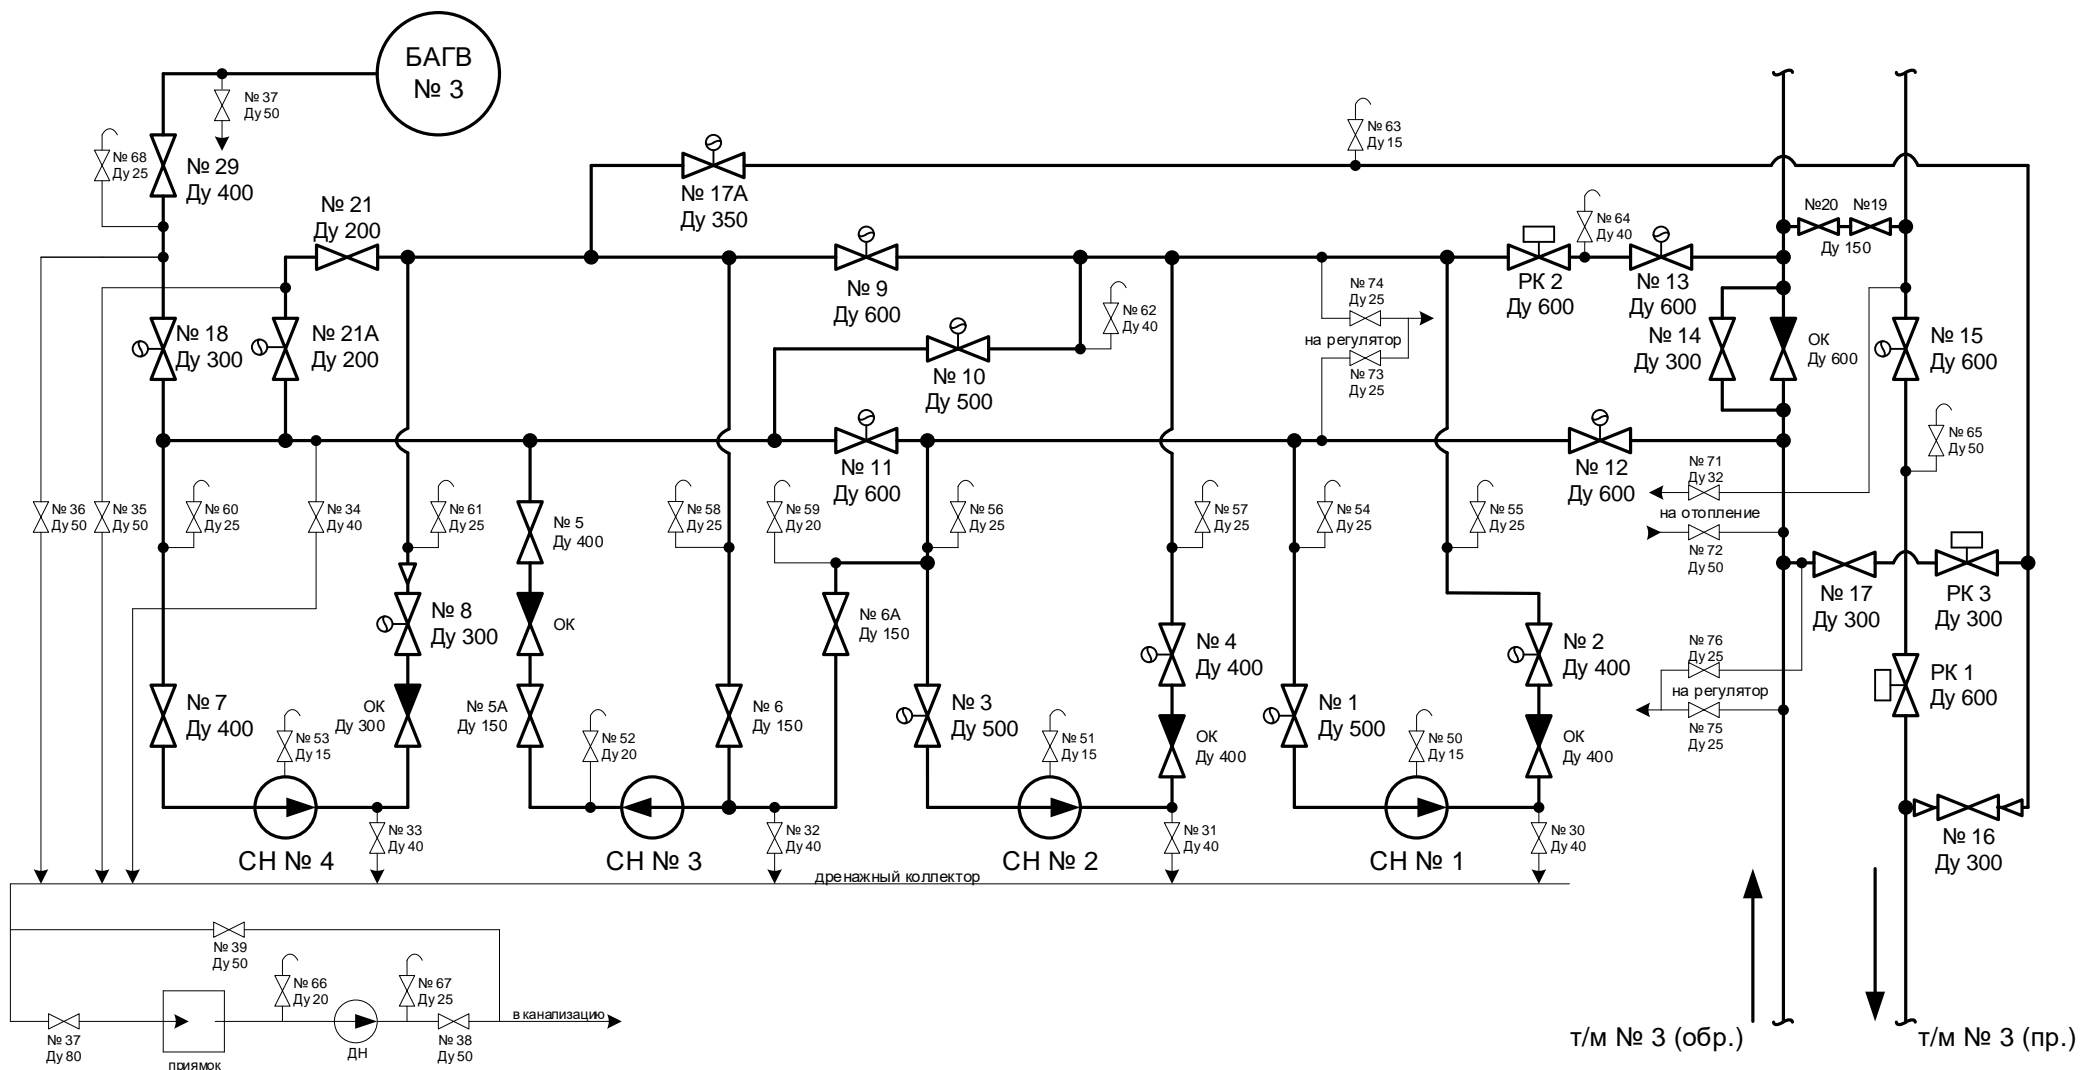 БАГВ
№ 3
№ 37
Ду 50
№ 68
Ду 25
№ 29
Ду 400
№ 63
Ду 15
№ 17А
Ду 350
№ 21
Ду 200
№ 64
Ду 40
№20
№19
Ду 150
№ 9
Ду 600
РК 2
Ду 600
№ 13
Ду 600
№ 74
Ду 25
на регулятор
№ 73
Ду 25
№ 62
Ду 40
№ 18
Ду 300
№ 21А
Ду 200
№ 10
Ду 500
№ 14
Ду 300
ОК
Ду 600
№ 15
Ду 600
№ 11
Ду 600
№ 12
Ду 600
№ 65
Ду 50
№ 71
Ду 32
на отопление
№ 72
Ду 50
№ 36
Ду 50
№ 35
Ду 50
№ 60
Ду 25
№ 34
Ду 40
№ 61
Ду 25
№ 5
Ду 400
№ 58
Ду 25
№ 59
Ду 20
№ 56
Ду 25
№ 57
Ду 25
№ 54
Ду 25
№ 55
Ду 25
№ 8
Ду 300
ОК
№ 6А
Ду 150
№ 4
Ду 400
№ 2
Ду 400
№ 17
Ду 300
РК 3
Ду 300
№ 76
Ду 25
на регулятор
№ 75
Ду 25
РК 1
Ду 600
№ 7
Ду 400
ОК
Ду 300
№ 5А
Ду 150
№ 6
Ду 150
№ 3
Ду 500
ОК
Ду 400
№ 1
Ду 500
ОК
Ду 400
№ 53
Ду 15
№ 52
Ду 20
№ 51
Ду 15
№ 50
Ду 15
№ 33
Ду 40
№ 32
Ду 40
№ 31
Ду 40
№ 30
Ду 40
№ 16
Ду 300
СН № 4
СН № 3
СН № 2
СН № 1
дренажный коллектор
№ 39
Ду 50
№ 66
Ду 20
№ 67
Ду 25
в канализацию
№ 37
Ду 80
приямок
ДН
№ 38
Ду 50
т/м № 3 (обр.)
т/м № 3 (пр.)